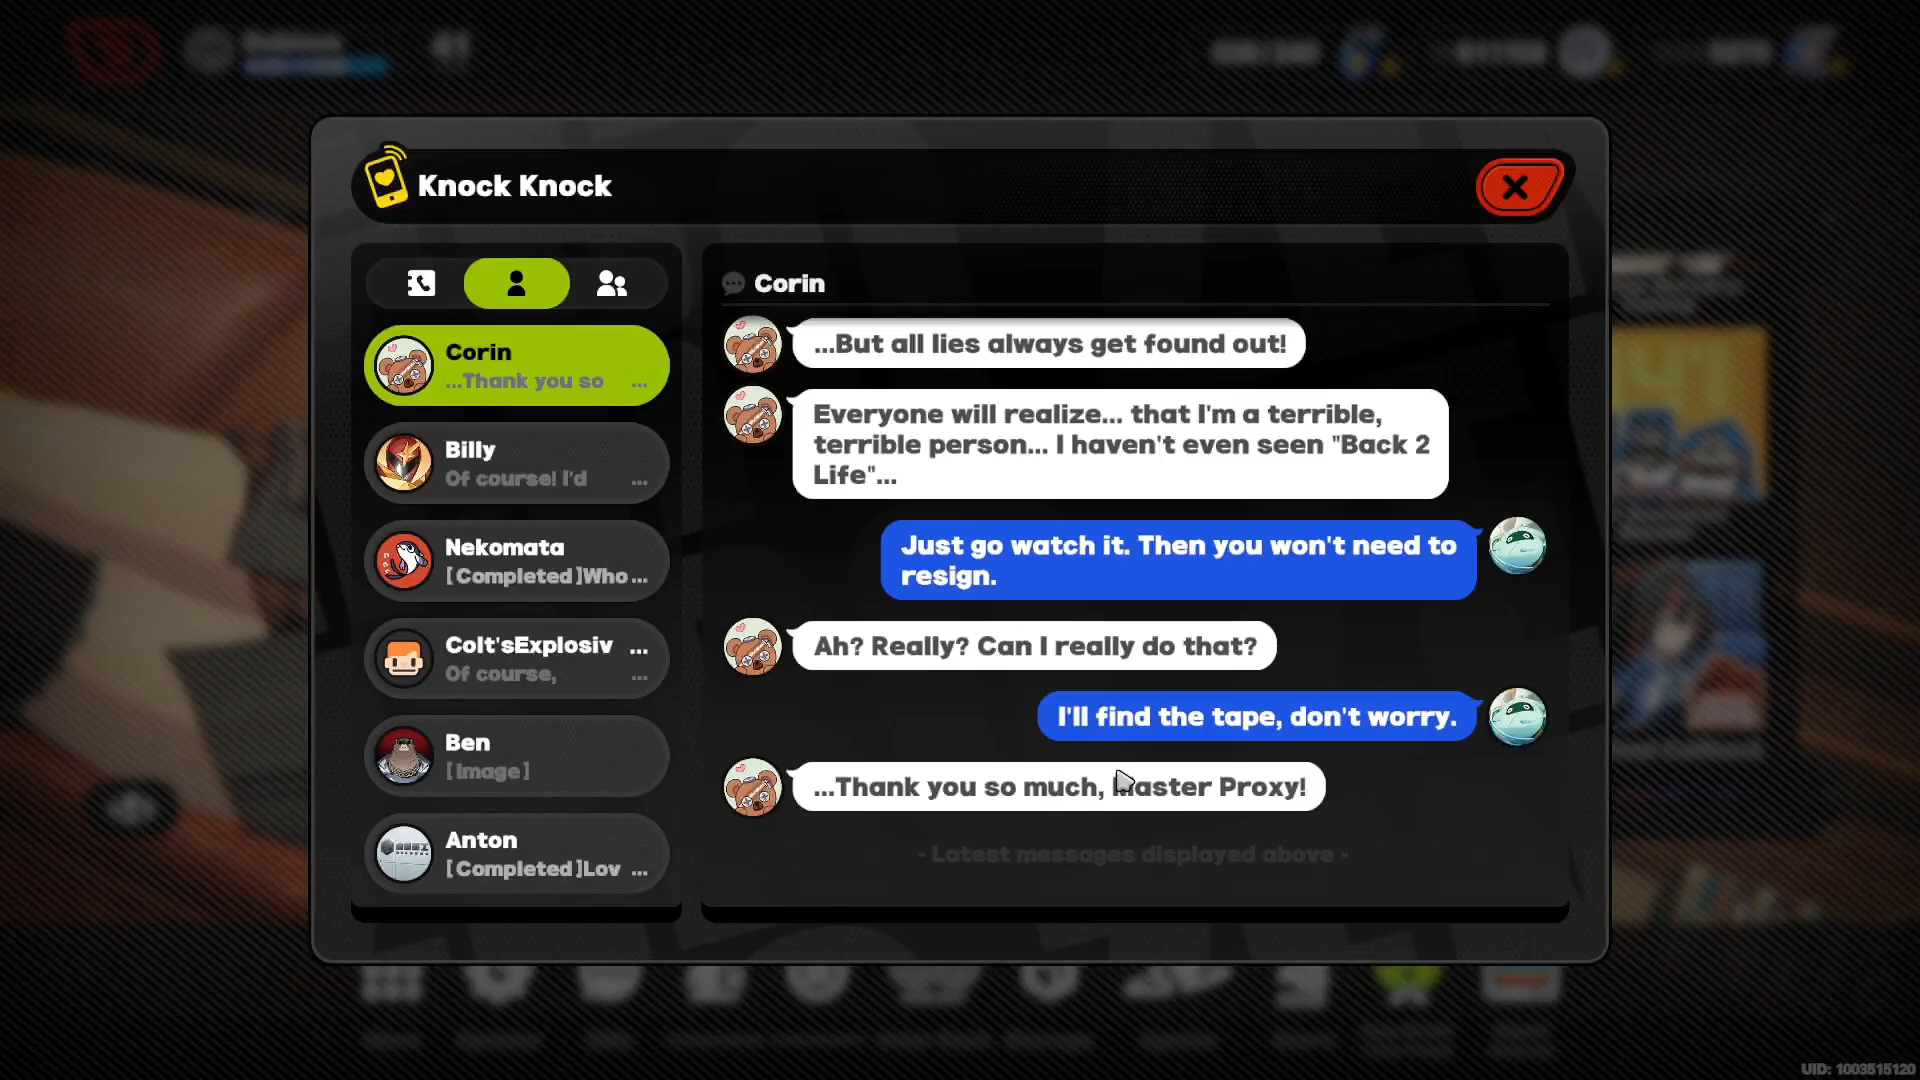 Knock Knock
Corin
...Thank you so ...
Billy
Of course! I'd ...
Nekomata
[Completed]Who ...
Colt'sExplosiv ...
Of course, ...
Ben
[Image]
Anton
[Completed]Lov ...
Corin
...But all lies always get found out!
Everyone will realize... that I'm a terrible,
terrible person... I haven't even seen "Back 2
Life"...
Just go watch it. Then you won't need to
resign.
Ah? Really? Can I really do that?
I'll find the tape, don't worry.
...Thank you so much, Master Proxy!
- Latest messages displayed above -
UID: 1003515120